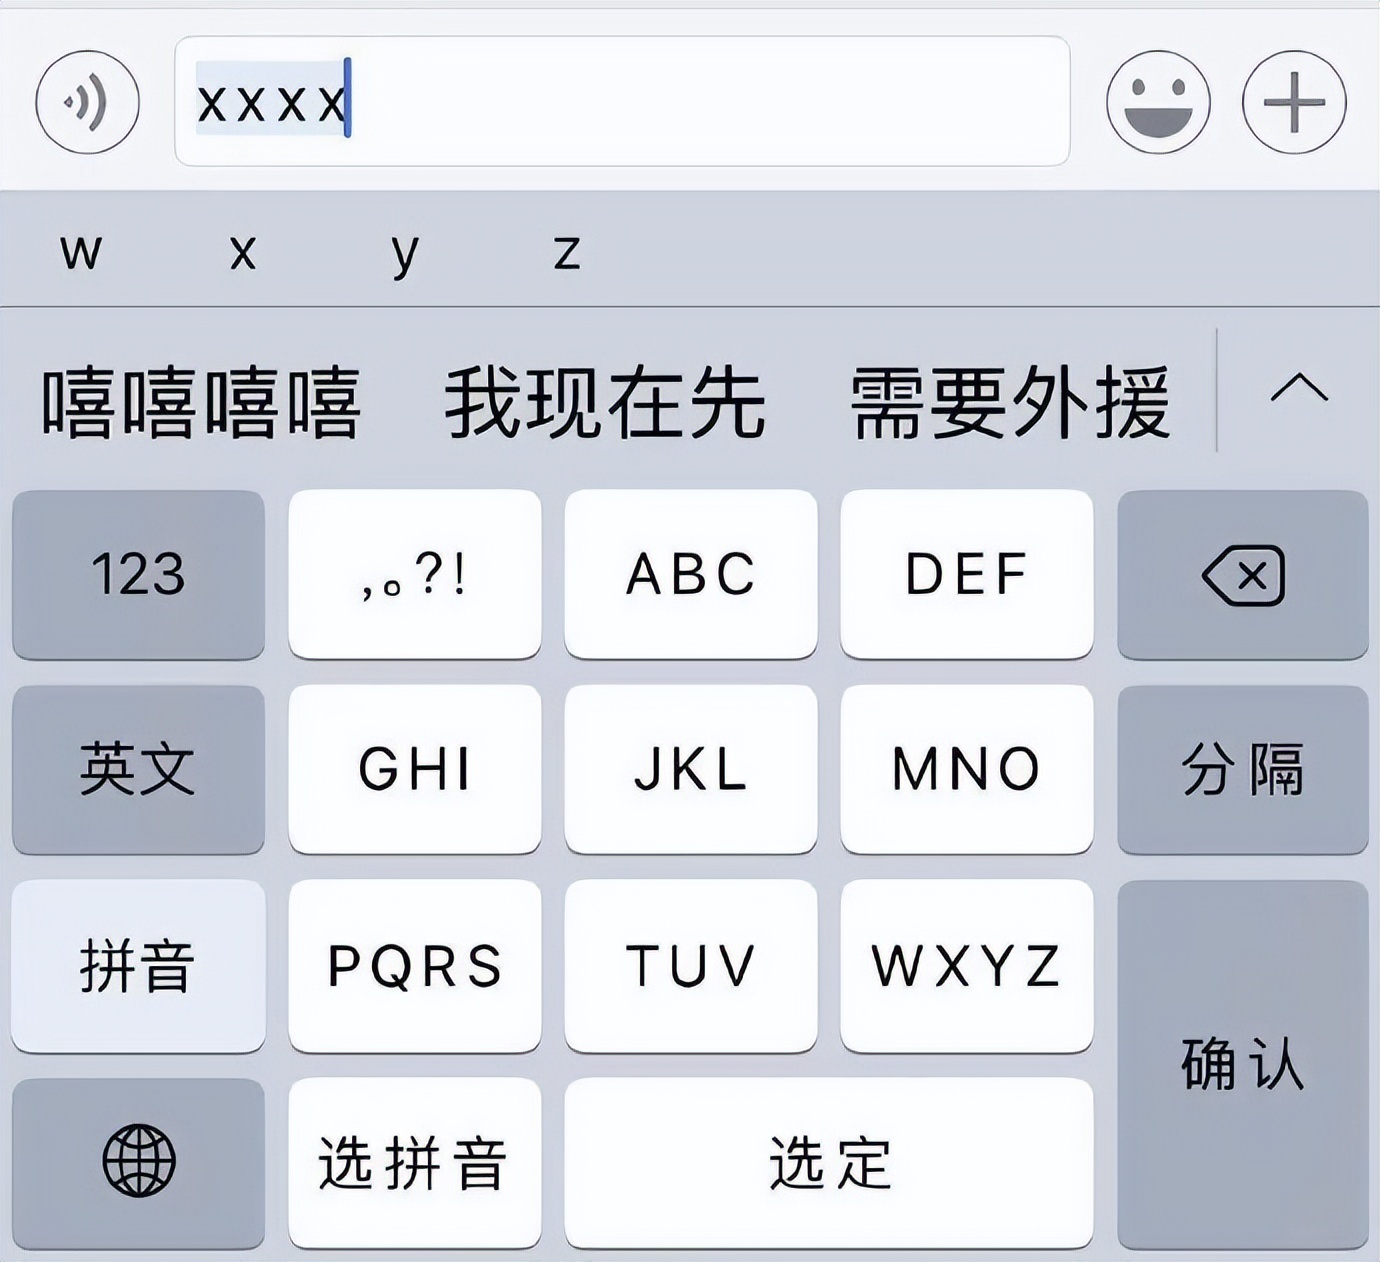 x x x x
w x y z
嘻嘻嘻嘻 我现在先 需要外援
123 ,。?! ABC DEF
英文 GHI JKL MNO 分隔
拼音 PQRS TUV WXYZ
确认
选拼音 选定